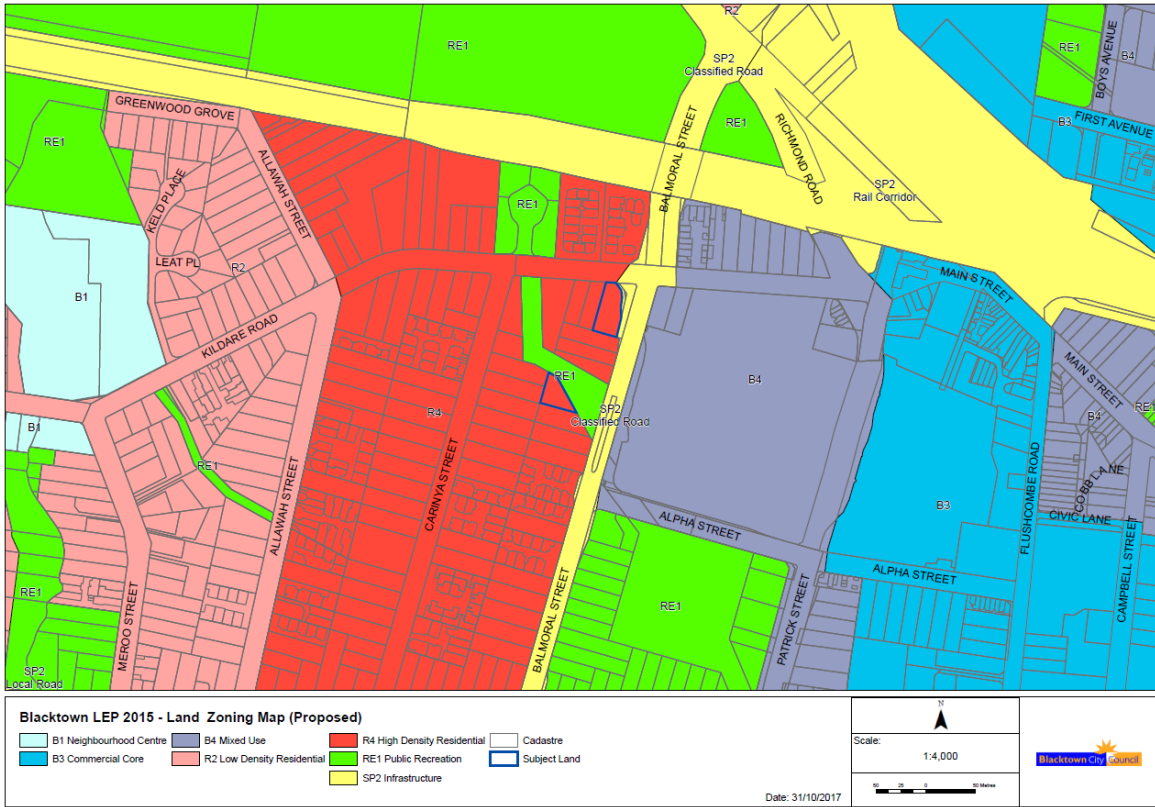 R2
RE1
SP2
Classified Road
RE1
B4
BOYS AVENUE
GREENWOOD GROVE
RE1
ALLAWAH STREET
BALMORAL STREET
RE1
RICHMOND ROAD
B3
FIRST AVENUE
KELD PLACE
RE1
SP2
Rail Corridor
LEAT PL
R2
MAIN STREET
B1
KILDARE ROAD
MAIN STREET
RE1
B4
B4
RE1
R4
SP2
Classified Road
B1
RE1
ALLAWAH STREET
CARINYA STREET
COBB LANE
FLUSHCOMBE ROAD
B3
CIVIC LANE
ALPHA STREET
ALPHA STREET
CAMPBELL STREET
RE1
MEROO STREET
BALMORAL STREET
RE1
PATRICK STREET
SP2
Local Road
Blacktown LEP 2015 - Land Zoning Map (Proposed)
B1 Neighbourhood Centre
B4 Mixed Use
R4 High Density Residential
Cadastre
B3 Commercial Core
R2 Low Density Residential
RE1 Public Recreation
Subject Land
SP2 Infrastructure
Date: 31/10/2017
N
Scale:
1:4,000
50 25 0 50 Metres
Blacktown City Council